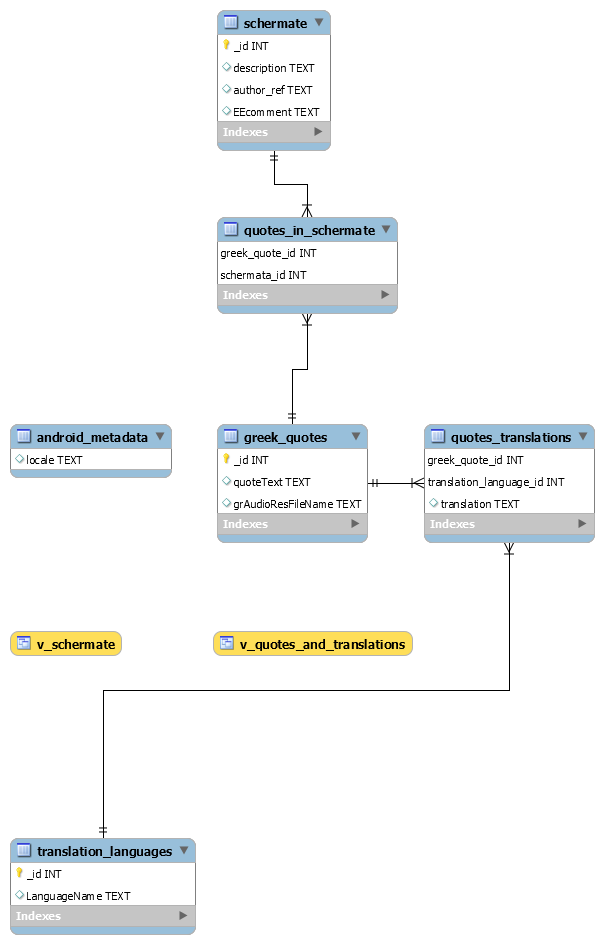 schermate
_id INT
description TEXT
author_ref TEXT
EEcomment TEXT
Indexes
quotes_in_schermate
greek_quote_id INT
schermata_id INT
Indexes
android_metadata
locale TEXT
greek_quotes
_id INT
quoteText TEXT
grAudioResFileName TEXT
Indexes
quotes_translations
greek_quote_id INT
translation_language_id INT
translation TEXT
Indexes
v_schermate
v_quotes_and_translations
translation_languages
_id INT
LanguageName TEXT
Indexes